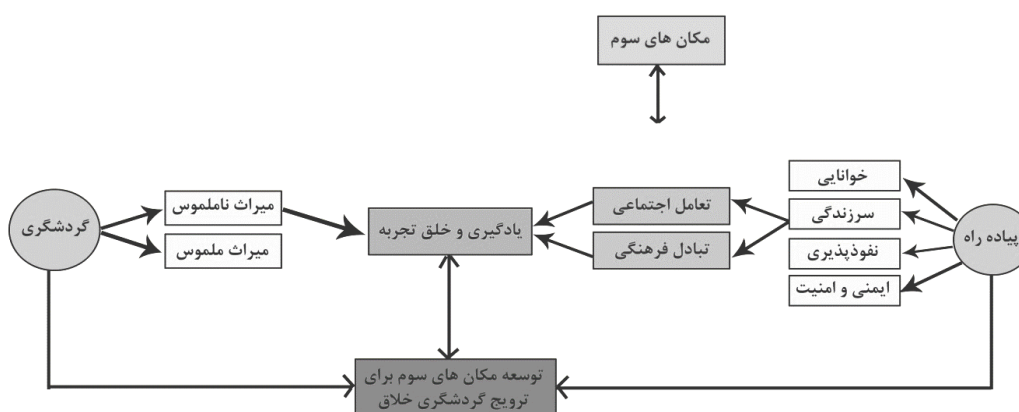 مکان های سوم
خوانایی
سرزندگی
نفوذپذیری
ایمنی و امنیت
پیاده راه
تعامل اجتماعی
تبادل فرهنگی
یادگیری و خلق تجربه
میراث ناملموس
میراث ملموس
گردشگری
توسعه مکان های سوم برای
ترویج گردشگری خلاق